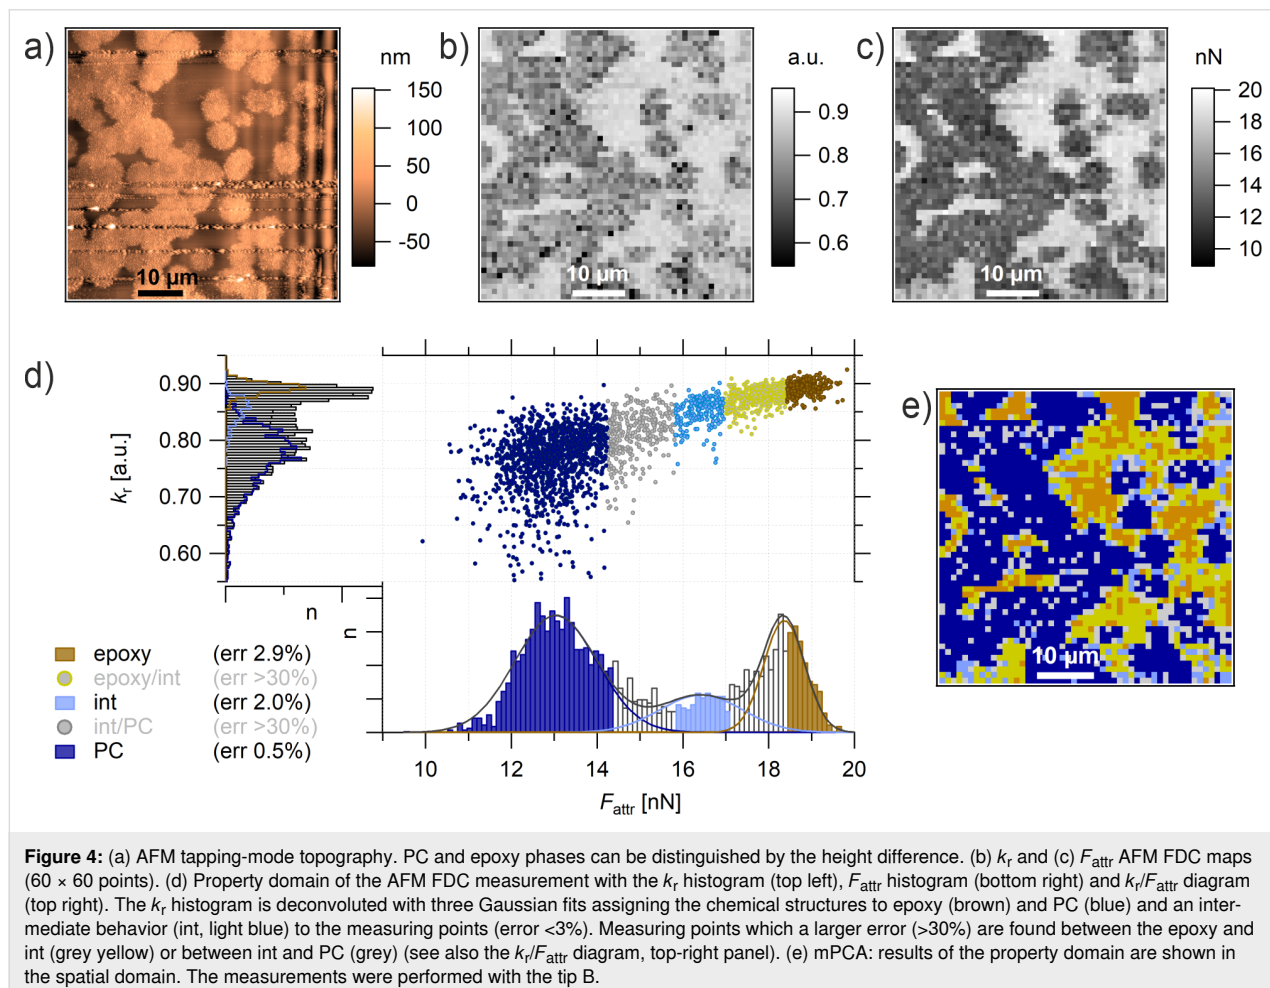 a)
nm
150
100
50
0
-50
10 µm
b)
a.u.
0.9
0.8
0.7
0.6
10 µm
c)
nN
20
18
16
14
12
10
10 µm
d)
0.90
0.80
0.70
0.60
kr [a.u.]
n
n
epoxy (err 2.9%)
epoxy/int (err >30%)
int (err 2.0%)
int/PC (err >30%)
PC (err 0.5%)
10 12 14 16 18 20
Fattr [nN]
e)
10 µm
Figure 4: (a) AFM tapping-mode topography. PC and epoxy phases can be distinguished by the height difference. (b) kr and (c) Fattr AFM FDC maps
(60 × 60 points). (d) Property domain of the AFM FDC measurement with the kr histogram (top left), Fattr histogram (bottom right) and kr/Fattr diagram
(top right). The kr histogram is deconvoluted with three Gaussian fits assigning the chemical structures to epoxy (brown) and PC (blue) and an inter-
mediate behavior (int, light blue) to the measuring points (error <3%). Measuring points which a larger error (>30%) are found between the epoxy and
int (grey yellow) or between int and PC (grey) (see also the kr/Fattr diagram, top-right panel). (e) mPCA: results of the property domain are shown in
the spatial domain. The measurements were performed with the tip B.